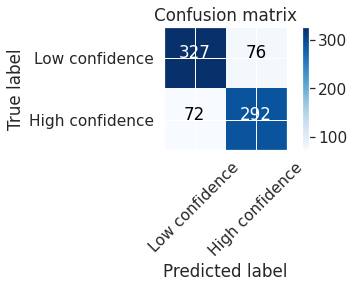 Confusion matrix
True label
Low confidence
327 76
300
High confidence
72 292
200
100
Low confidence
High confidence
Predicted label